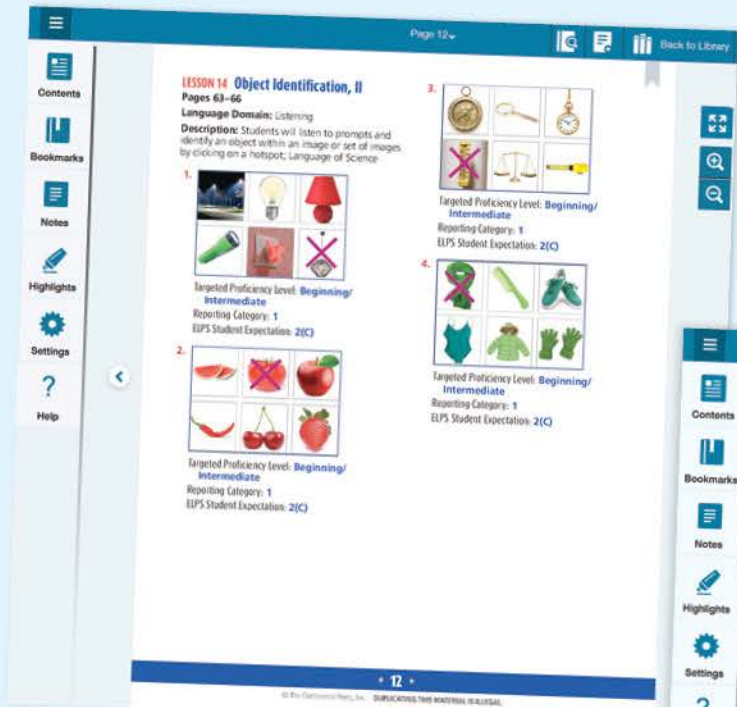 Page 12
Back to Library
Contents
Bookmarks
Notes
Highlights
Settings
Help
LESSON 14 Object Identification, II
Pages 63–66
Language Domain: Listening
Description: Students will listen to prompts and
identify an object within an image or set of images
by clicking on a hotspot; Language of Science
1.
Targeted Proficiency Level: Beginning/
Intermediate
Reporting Category: 1
ELPS Student Expectation: 2(C)
2.
Targeted Proficiency Level: Beginning/
Intermediate
Reporting Category: 1
ELPS Student Expectation: 2(C)
3.
Targeted Proficiency Level: Beginning/
Intermediate
Reporting Category: 1
ELPS Student Expectation: 2(C)
4.
Targeted Proficiency Level: Beginning/
Intermediate
Reporting Category: 1
ELPS Student Expectation: 2(C)
• 12 •
© The Continental Press, Inc. DUPLICATING THIS MATERIAL IS ILLEGAL.
Contents
Bookmarks
Notes
Highlights
Settings
?